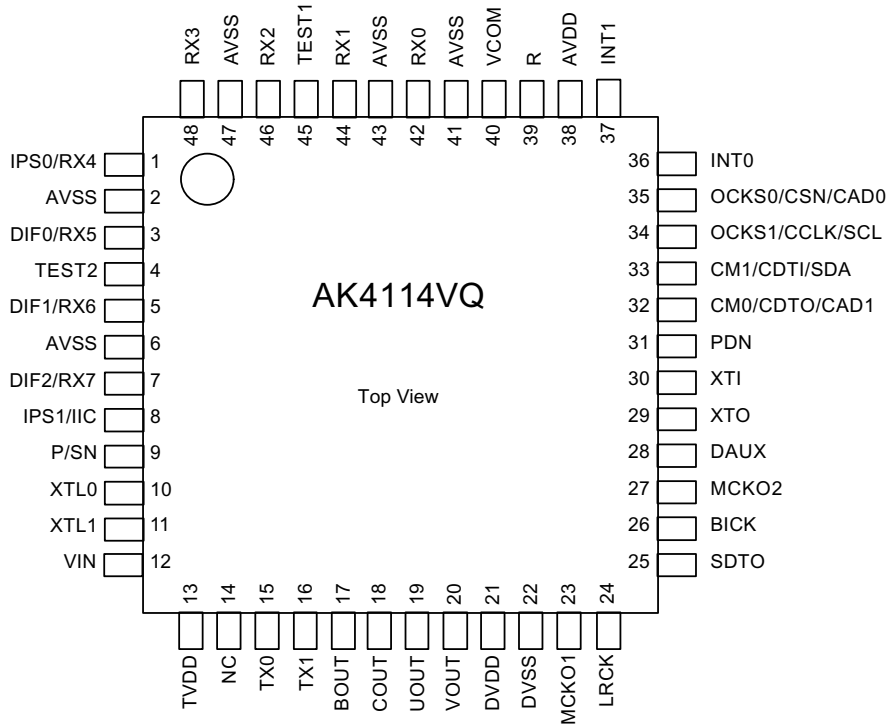 RX3 AVSS RX2 TEST1 RX1 AVSS RX0 AVSS VCOM R AVDD INT1
48 47 46 45 44 43 42 41 40 39 38 37
IPS0/RX4 1 36 INT0
AVSS 2 35 OCKS0/CSN/CAD0
DIF0/RX5 3 34 OCKS1/CCLK/SCL
TEST2 4 33 CM1/CDTI/SDA
DIF1/RX6 5 32 CM0/CDTO/CAD1
AVSS 6 31 PDN
DIF2/RX7 7 30 XTI
IPS1/IIC 8 29 XTO
P/SN 9 28 DAUX
XTL0 10 27 MCKO2
XTL1 11 26 BICK
VIN 12 25 SDTO
AK4114VQ
Top View
13 14 15 16 17 18 19 20 21 22 23 24
TVDD NC TX0 TX1 BOUT COUT UOUT VOUT DVDD DVSS MCKO1 LRCK